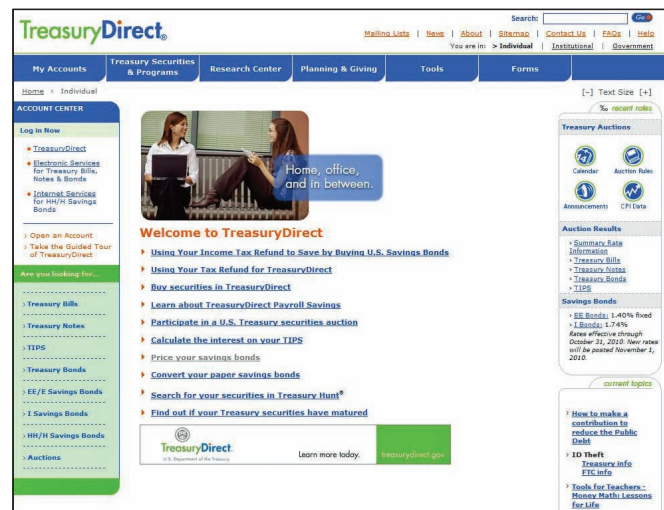 TreasuryDirect®
Search: Go
Mailing Lists | News | About | Sitemap | Contact Us | FAQs | Help
You are in: > Individual | Institutional | Government
My Accounts
Treasury Securities
& Programs
Research Center
Planning & Giving
Tools
Forms
Home > Individual
[-] Text Size [+]
ACCOUNT CENTER
Log in Now
TreasuryDirect
Electronic Services
for Treasury Bills,
Notes & Bonds
Internet Services
for HH/H Savings
Bonds
> Open an Account
> Take the Guided Tour
of TreasuryDirect
Are you looking for...
> Treasury Bills
> Treasury Notes
> TIPS
> Treasury Bonds
> EE/E Savings Bonds
> I Savings Bonds
> HH/H Savings Bonds
> Auctions
Home, office,
and in between.
Welcome to TreasuryDirect
Using Your Income Tax Refund to Save by Buying U.S. Savings Bonds
Using Your Tax Refund for TreasuryDirect
Buy securities in TreasuryDirect
Learn about TreasuryDirect Payroll Savings
Participate in a U.S. Treasury securities auction
Calculate the interest on your TIPS
Price your savings bonds
Convert your paper savings bonds
Search for your securities in Treasury Hunt®
Find out if your Treasury securities have matured
TreasuryDirect
U.S. Department of the Treasury
Learn more today.
treasurydirect.gov
% recent rates
Treasury Auctions
Calendar
Auction Rules
Announcements
CPI Data
Auction Results
> Summary Rate
Information
> Treasury Bills
> Treasury Notes
> Treasury Bonds
> TIPS
Savings Bonds
> EE Bonds: 1.40% fixed
> I Bonds: 1.74%
Rates effective through
October 31, 2010. New rates
will be posted November 1,
2010.
current topics
> How to make a
contribution to
reduce the Public
Debt
> ID Theft
Treasury info
FTC info
> Tools for Teachers -
Money Math: Lessons
for Life